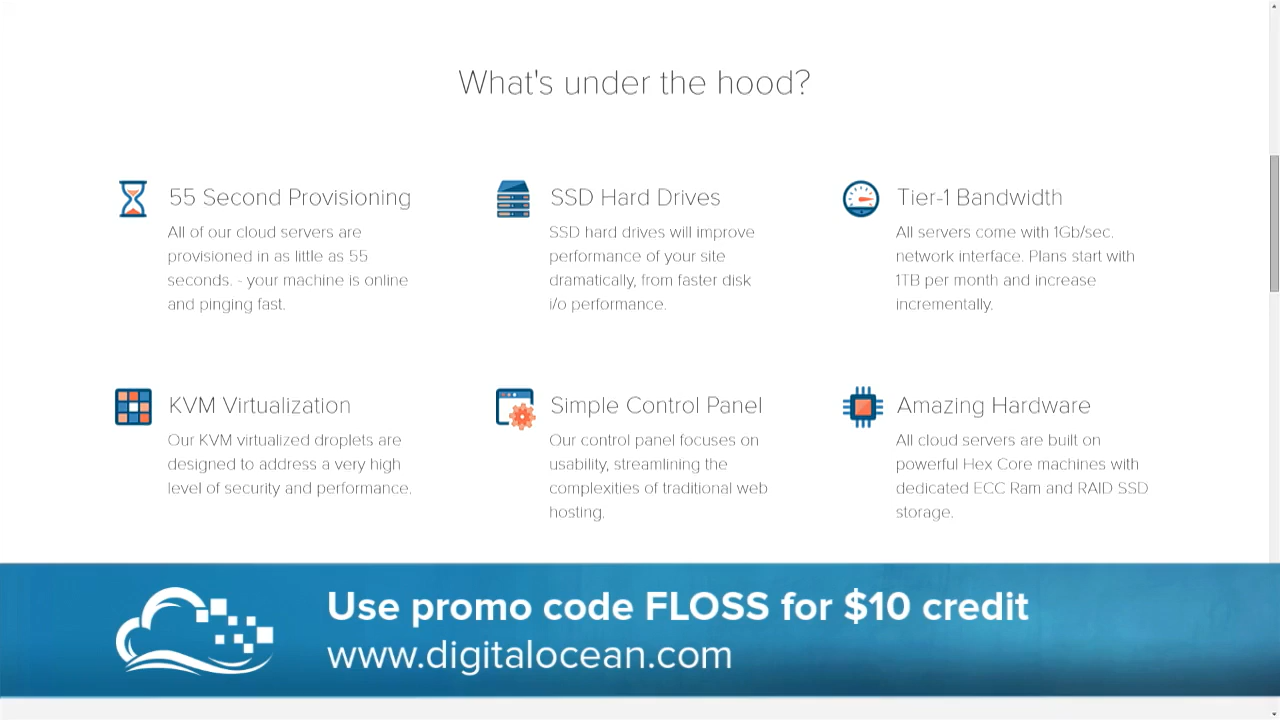 What's under the hood?
55 Second Provisioning
All of our cloud servers are
provisioned in as little as 55
seconds. - your machine is online
and pinging fast.
SSD Hard Drives
SSD hard drives will improve
performance of your site
dramatically, from faster disk
i/o performance.
Tier-1 Bandwidth
All servers come with 1Gb/sec.
network interface. Plans start with
1TB per month and increase
incrementally.
KVM Virtualization
Our KVM virtualized droplets are
designed to address a very high
level of security and performance.
Simple Control Panel
Our control panel focuses on
usability, streamlining the
complexities of traditional web
hosting.
Amazing Hardware
All cloud servers are built on
powerful Hex Core machines with
dedicated ECC Ram and RAID SSD
storage.
Use promo code FLOSS for $10 credit
www.digitalocean.com